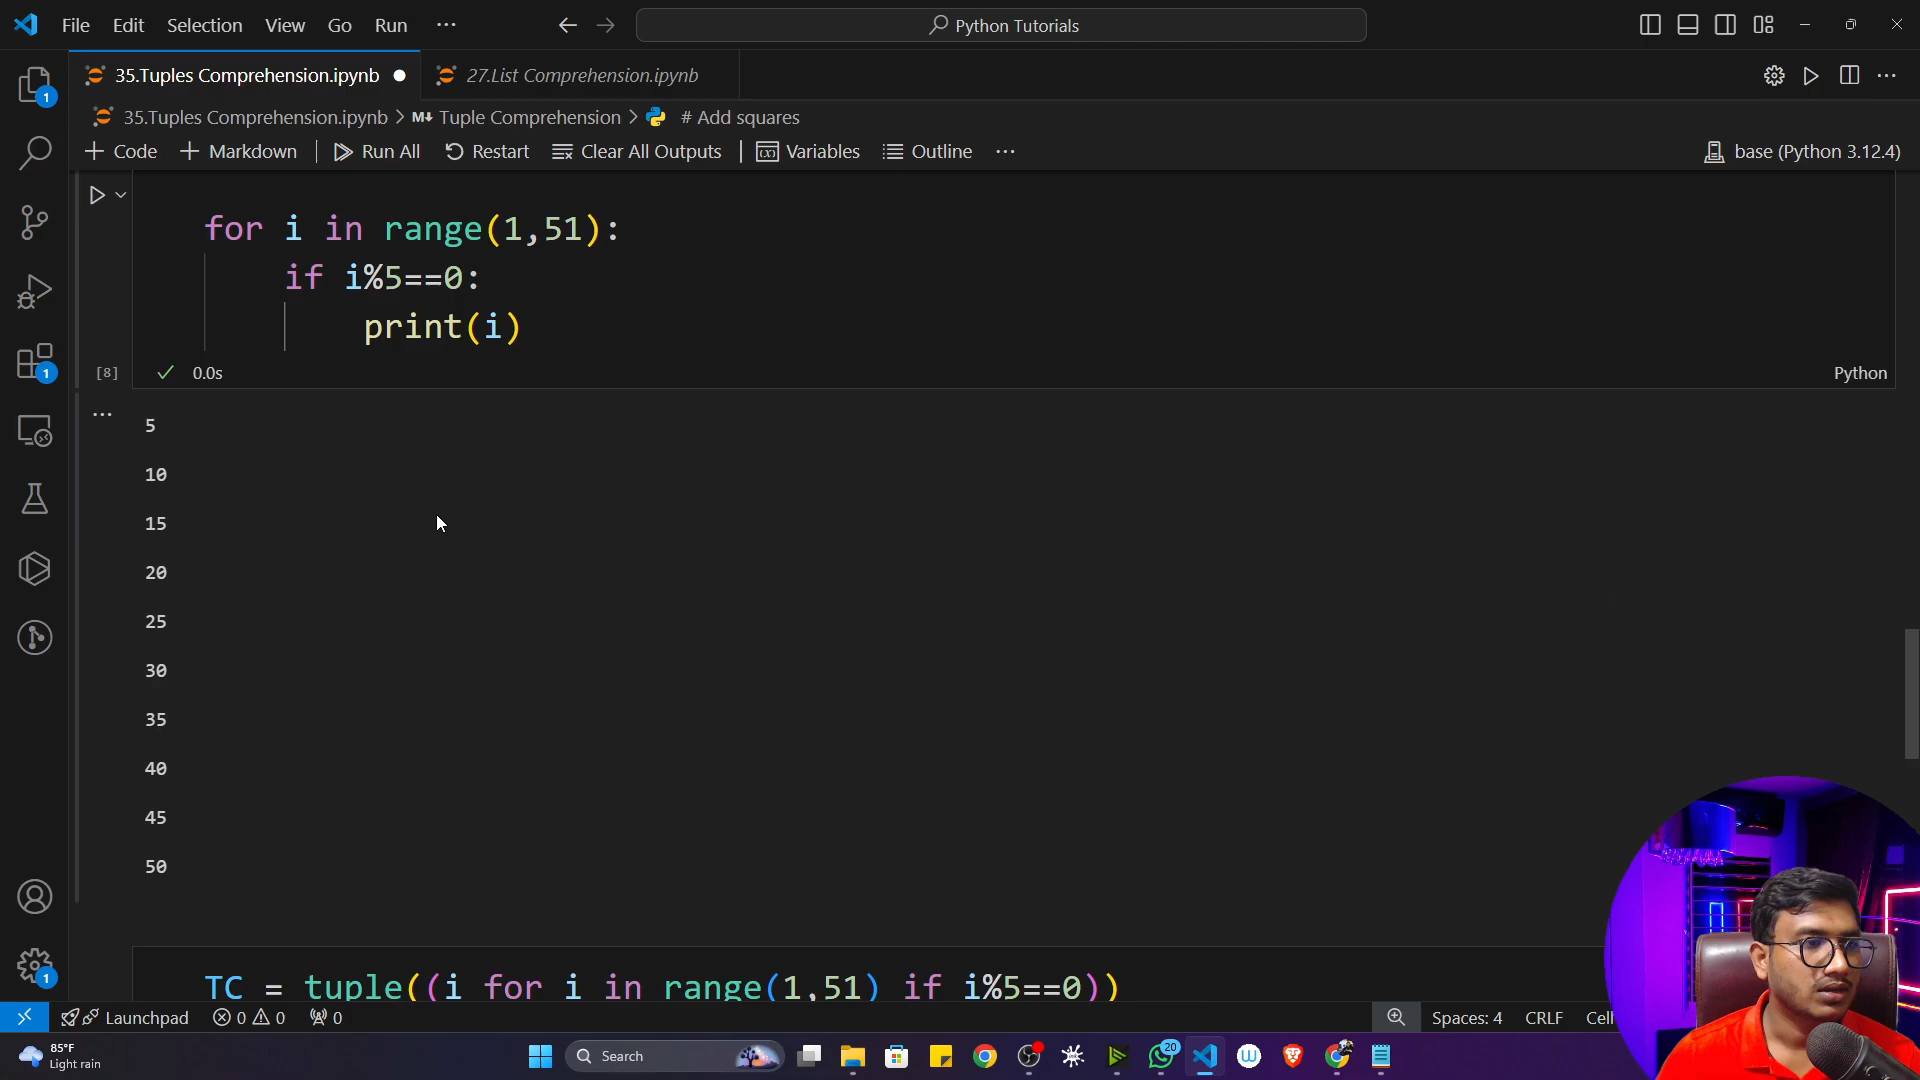 File Edit Selection View Go Run ··· Python Tutorials
35.Tuples Comprehension.ipynb 27.List Comprehension.ipynb
35.Tuples Comprehension.ipynb > M↓ Tuple Comprehension > # Add squares
+ Code + Markdown Run All Restart Clear All Outputs Variables Outline ··· base (Python 3.12.4)
for i in range(1,51):
if i%5==0:
print(i)
[8] 0.0s Python
5
10
15
20
25
30
35
40
45
50
TC = tuple((i for i in range(1,51) if i%5==0))
Launchpad 0 0 0 Spaces: 4 CRLF Cell
85°F
Light rain
Search
20
1
1
1